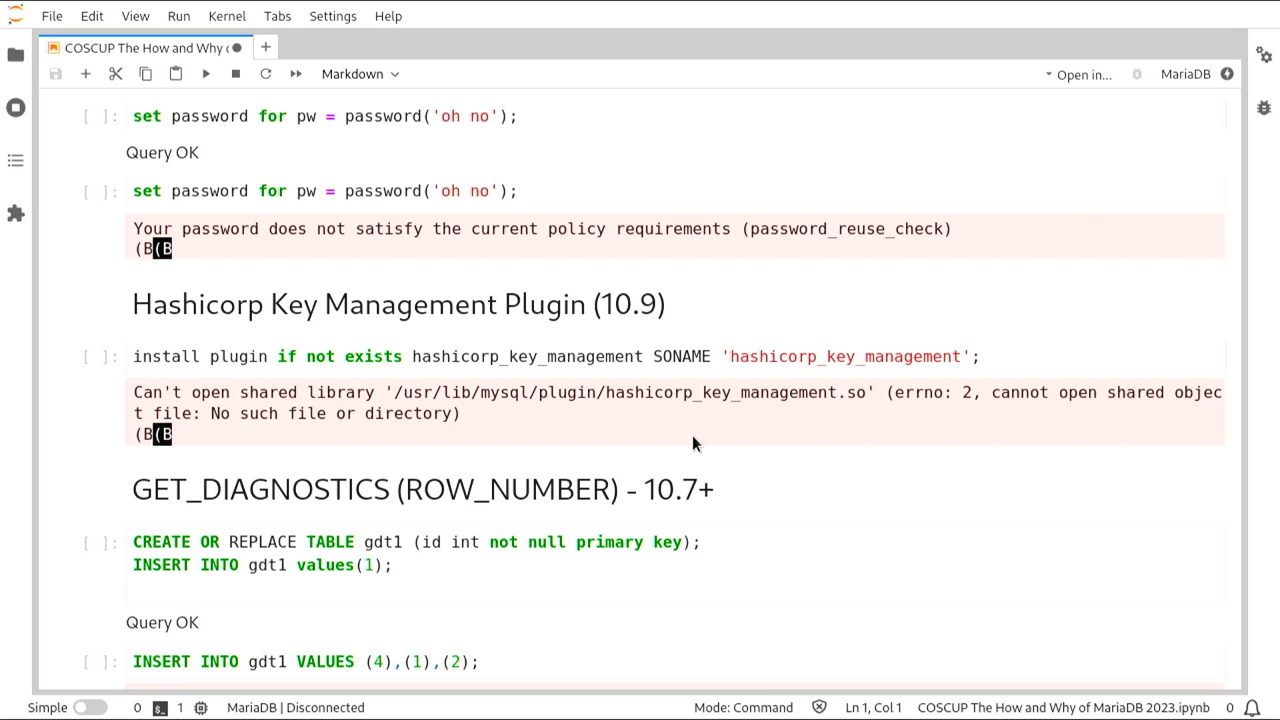 File Edit View Run Kernel Tabs Settings Help
COSCUP The How and Why o
Markdown
Open in...
MariaDB
[ ]: set password for pw = password('oh no');
Query OK
[ ]: set password for pw = password('oh no');
Your password does not satisfy the current policy requirements (password_reuse_check)
(B(B
Hashicorp Key Management Plugin (10.9)
[ ]: install plugin if not exists hashicorp_key_management SONAME 'hashicorp_key_management';
Can't open shared library '/usr/lib/mysql/plugin/hashicorp_key_management.so' (errno: 2, cannot open shared objec
t file: No such file or directory)
(B(B
GET_DIAGNOSTICS (ROW_NUMBER) - 10.7+
[ ]: CREATE OR REPLACE TABLE gdt1 (id int not null primary key);
INSERT INTO gdt1 values(1);
Query OK
[ ]: INSERT INTO gdt1 VALUES (4),(1),(2);
Simple 0 1 MariaDB | Disconnected Mode: Command Ln 1, Col 1 COSCUP The How and Why of MariaDB 2023.ipynb 0